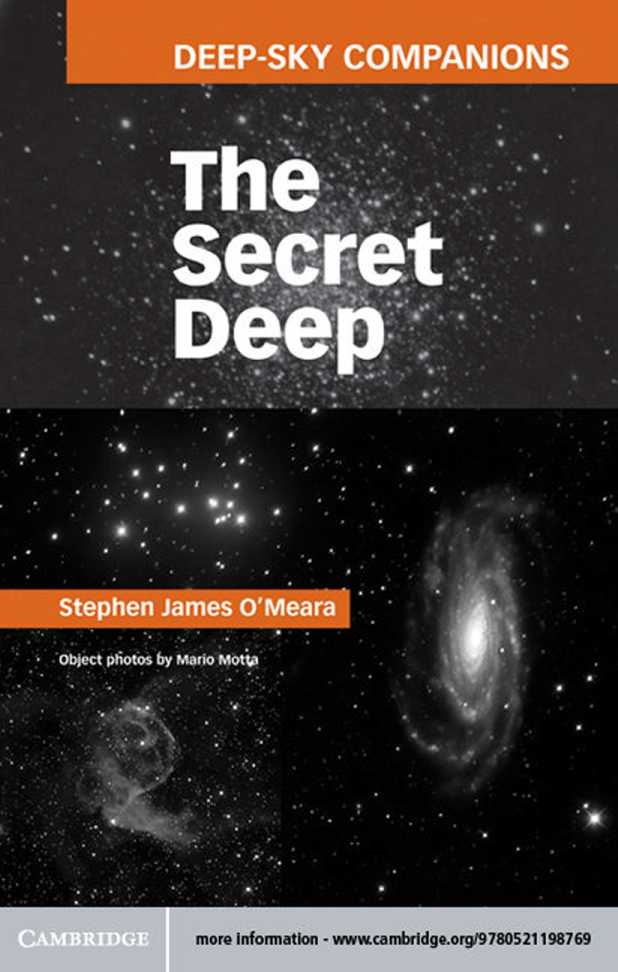 DEEP-SKY COMPANIONS
The
Secret
Deep
Stephen James O’Meara
Object photos by Mario Motta
CAMBRIDGE
more information - www.cambridge.org/9780521198769